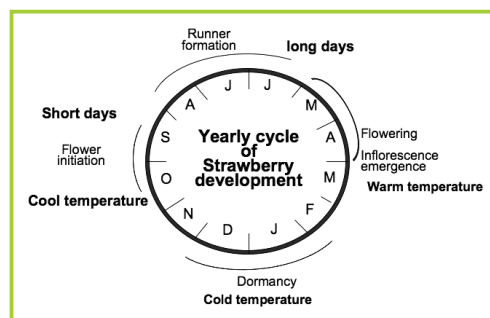 Runner
formation
long days
J J
A M
Short days
S A
Flowering
Yearly cycle
of
Strawberry
development
Flower
initiation
Inflorescence
emergence
O M
Warm temperature
Cool temperature
N F
D J
Dormancy
Cold temperature